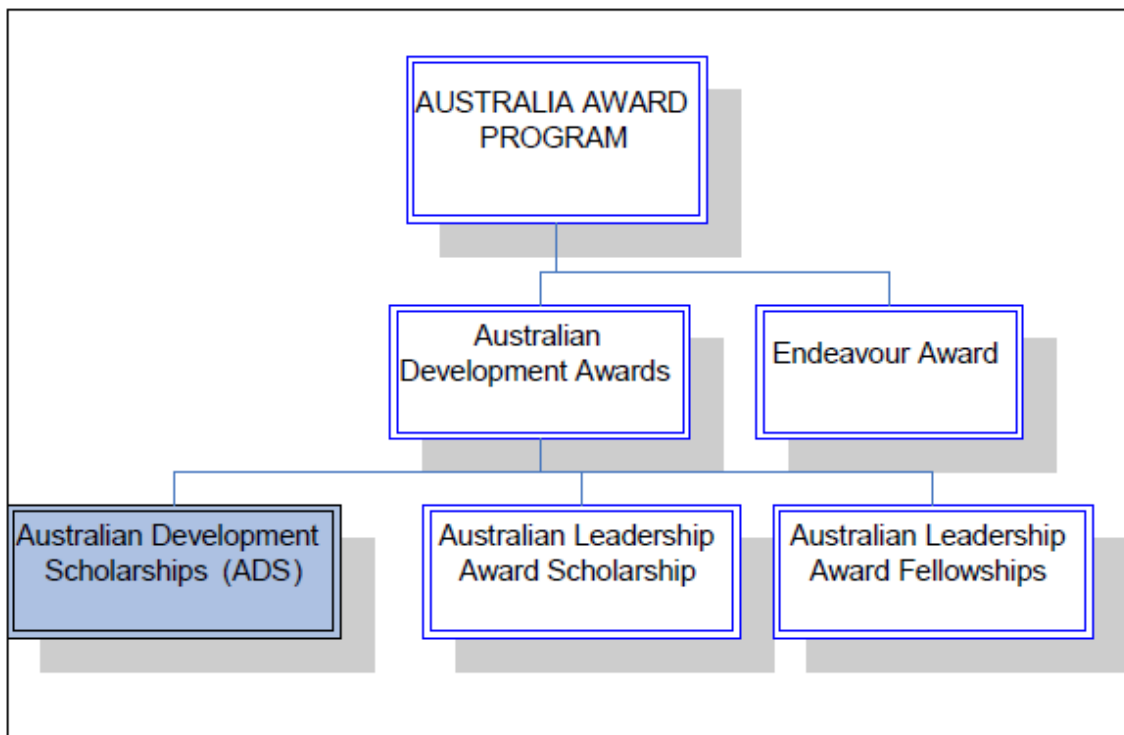 AUSTRALIA AWARD
PROGRAM
Australian
Development Awards
Endeavour Award
Australian Development
Scholarships (ADS)
Australian Leadership
Award Scholarship
Australian Leadership
Award Fellowships